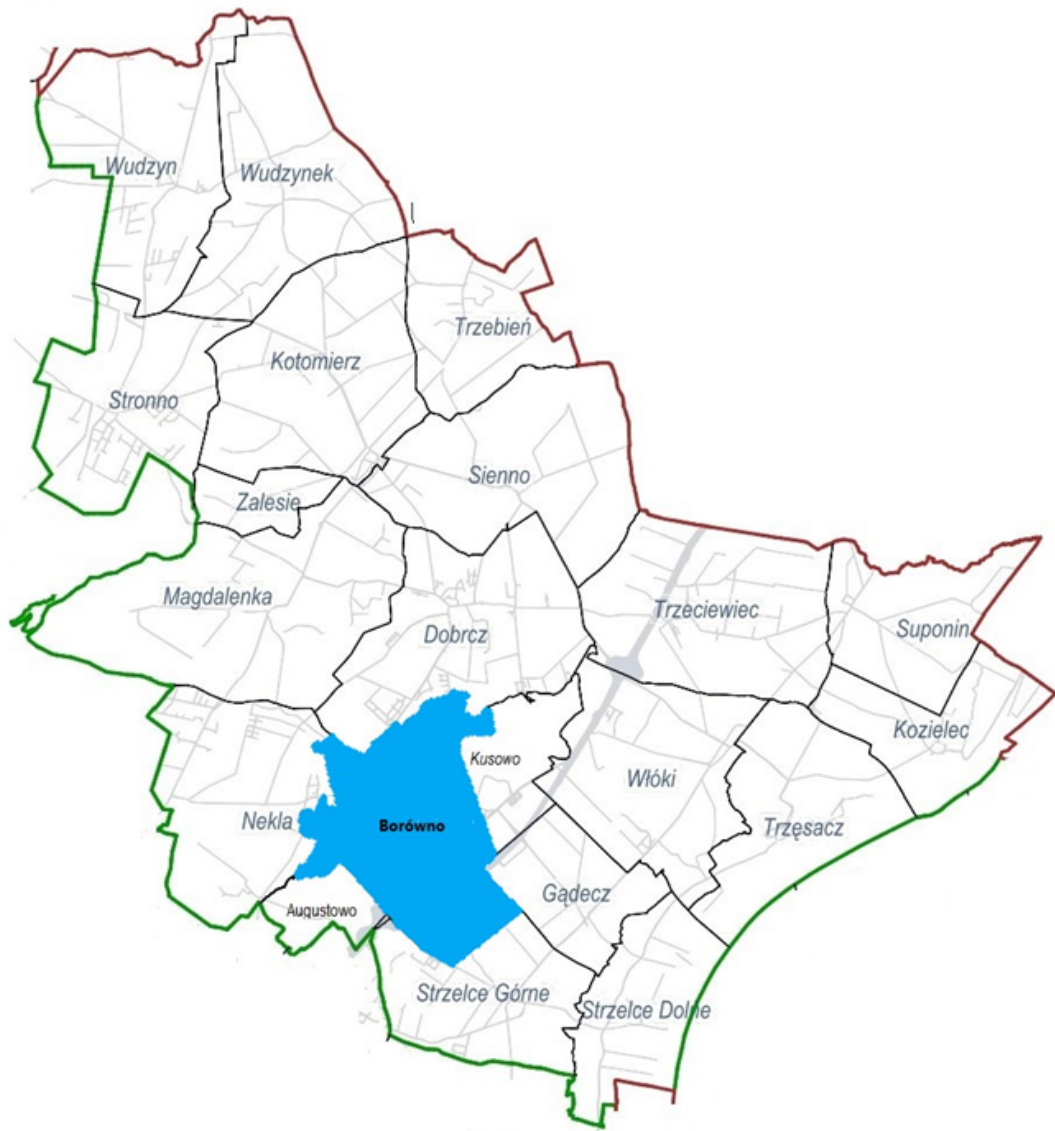 Wudzyn
Wudzynek
Trzebień
Kotomierz
Stronno
Sienno
Zalesie
Magdalenka
Trzeciewiec
Dobrcz
Suponin
Kozielec
Kusowo
Włóki
Nekla
Borówno
Trzęsacz
Gądecz
Augustowo
Strzelce Górne
Strzelce Dolne